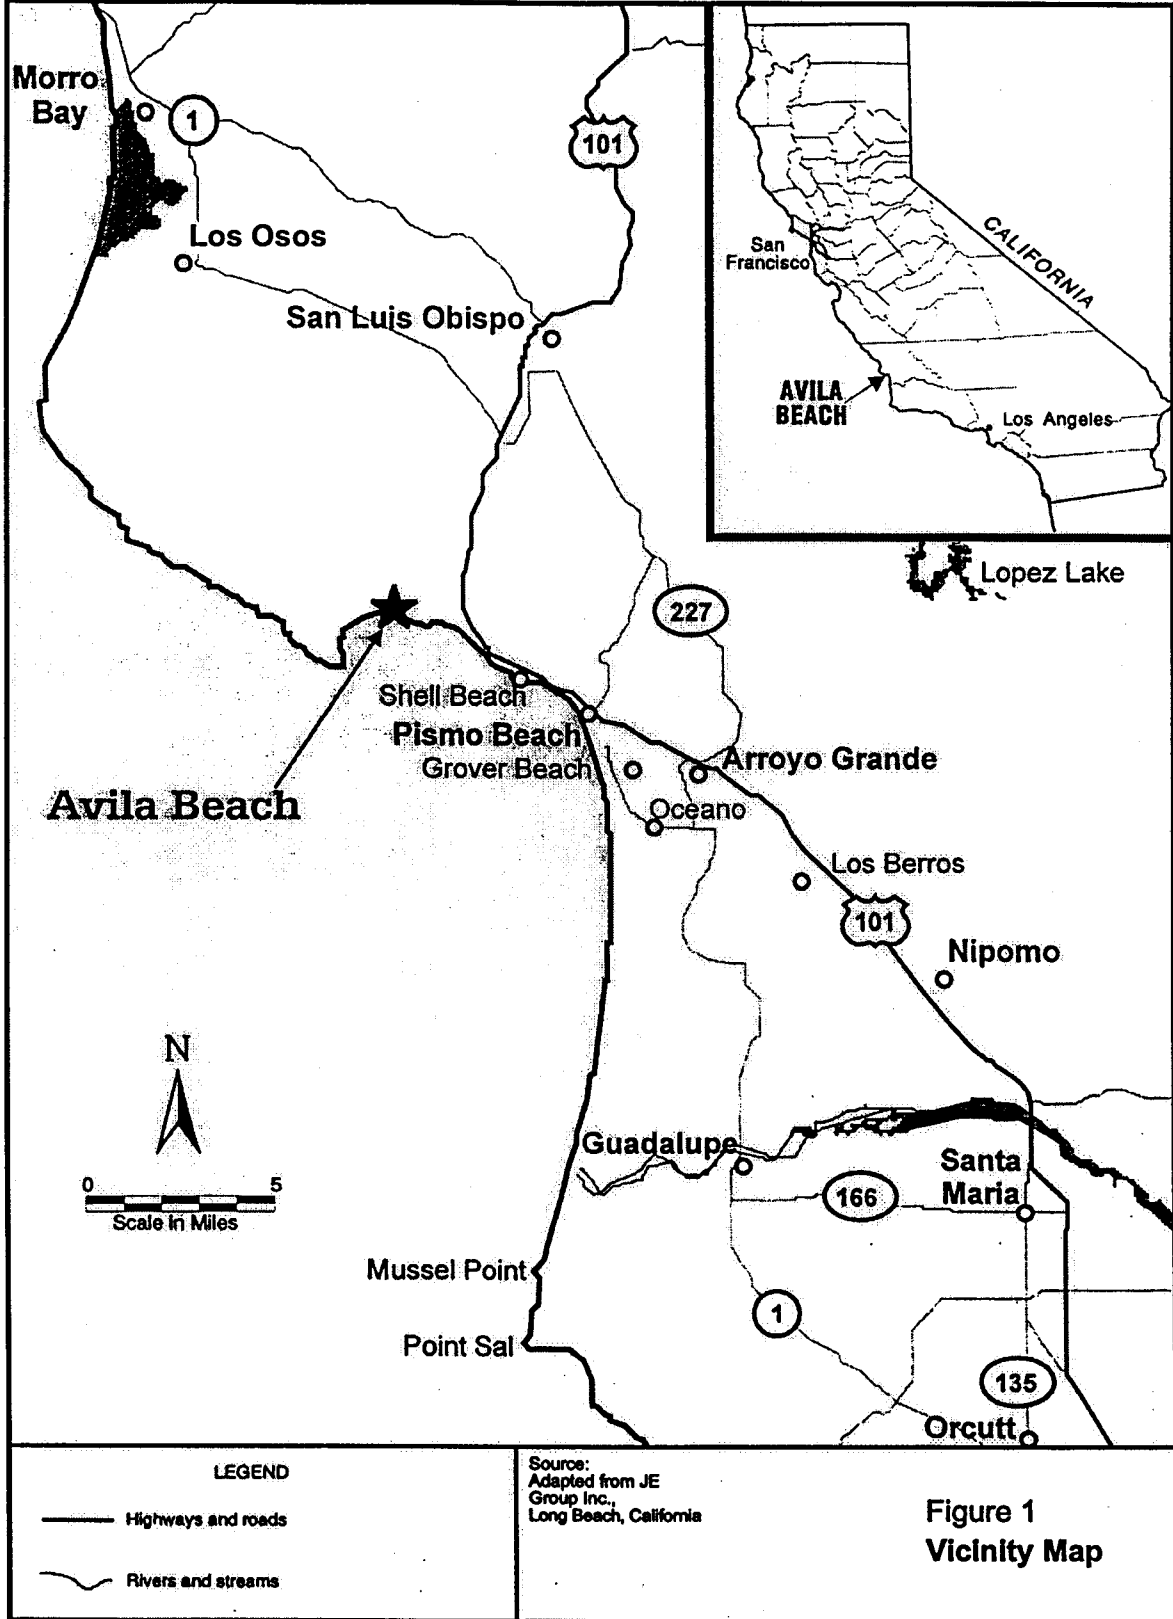 Morro
Bay
1
101
Los Osos
San Luis Obispo
San
Francisco
CALIFORNIA
AVILA
BEACH
Los Angeles
Lopez Lake
227
Shell Beach
Pismo Beach
Grover Beach
Arroyo Grande
Avila Beach
Oceano
Los Berros
101
Nipomo
N
Guadalupe
Santa
Maria
166
0 5
Scale in Miles
Mussel Point
1
Point Sal
135
Orcutt
LEGEND
Highways and roads
Rivers and streams
Source:
Adapted from JE
Group Inc.,
Long Beach, California
Figure 1
Vicinity Map